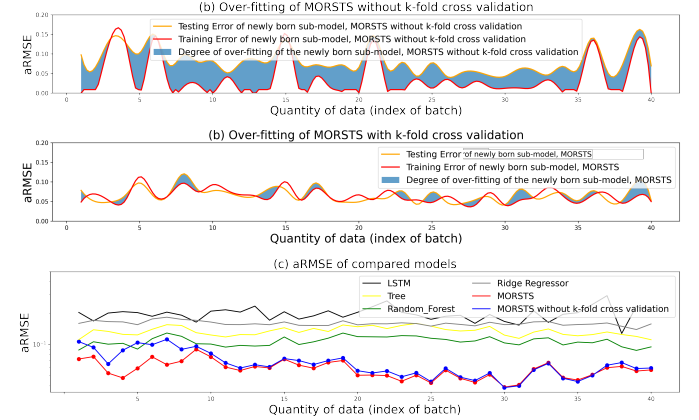 (b) Over-fitting of MORSTS without k-fold cross validation
Testing Error of newly born sub-model, MORSTS without k-fold cross validation
Training Error of newly born sub-model, MORSTS without k-fold cross validation
Degree of over-fitting of the newly born sub-model, MORSTS without k-fold cross validation
aRMSE
0.20
0.15
0.10
0.05
0.00
0 5 10 15 20 25 30 35 40
Quantity of data (index of batch)
(b) Over-fitting of MORSTS with k-fold cross validation
Testing Error of newly born sub-model, MORSTS
Training Error of newly born sub-model, MORSTS
Degree of over-fitting of the newly born sub-model, MORSTS
aRMSE
0.20
0.15
0.10
0.05
0.00
0 5 10 15 20 25 30 35 40
Quantity of data (index of batch)
(c) aRMSE of compared models
LSTM
Tree
Random_Forest
Ridge Regressor
MORSTS
MORSTS without k-fold cross validation
aRMSE
10⁻¹
0 5 10 15 20 25 30 35 40
Quantity of data (index of batch)